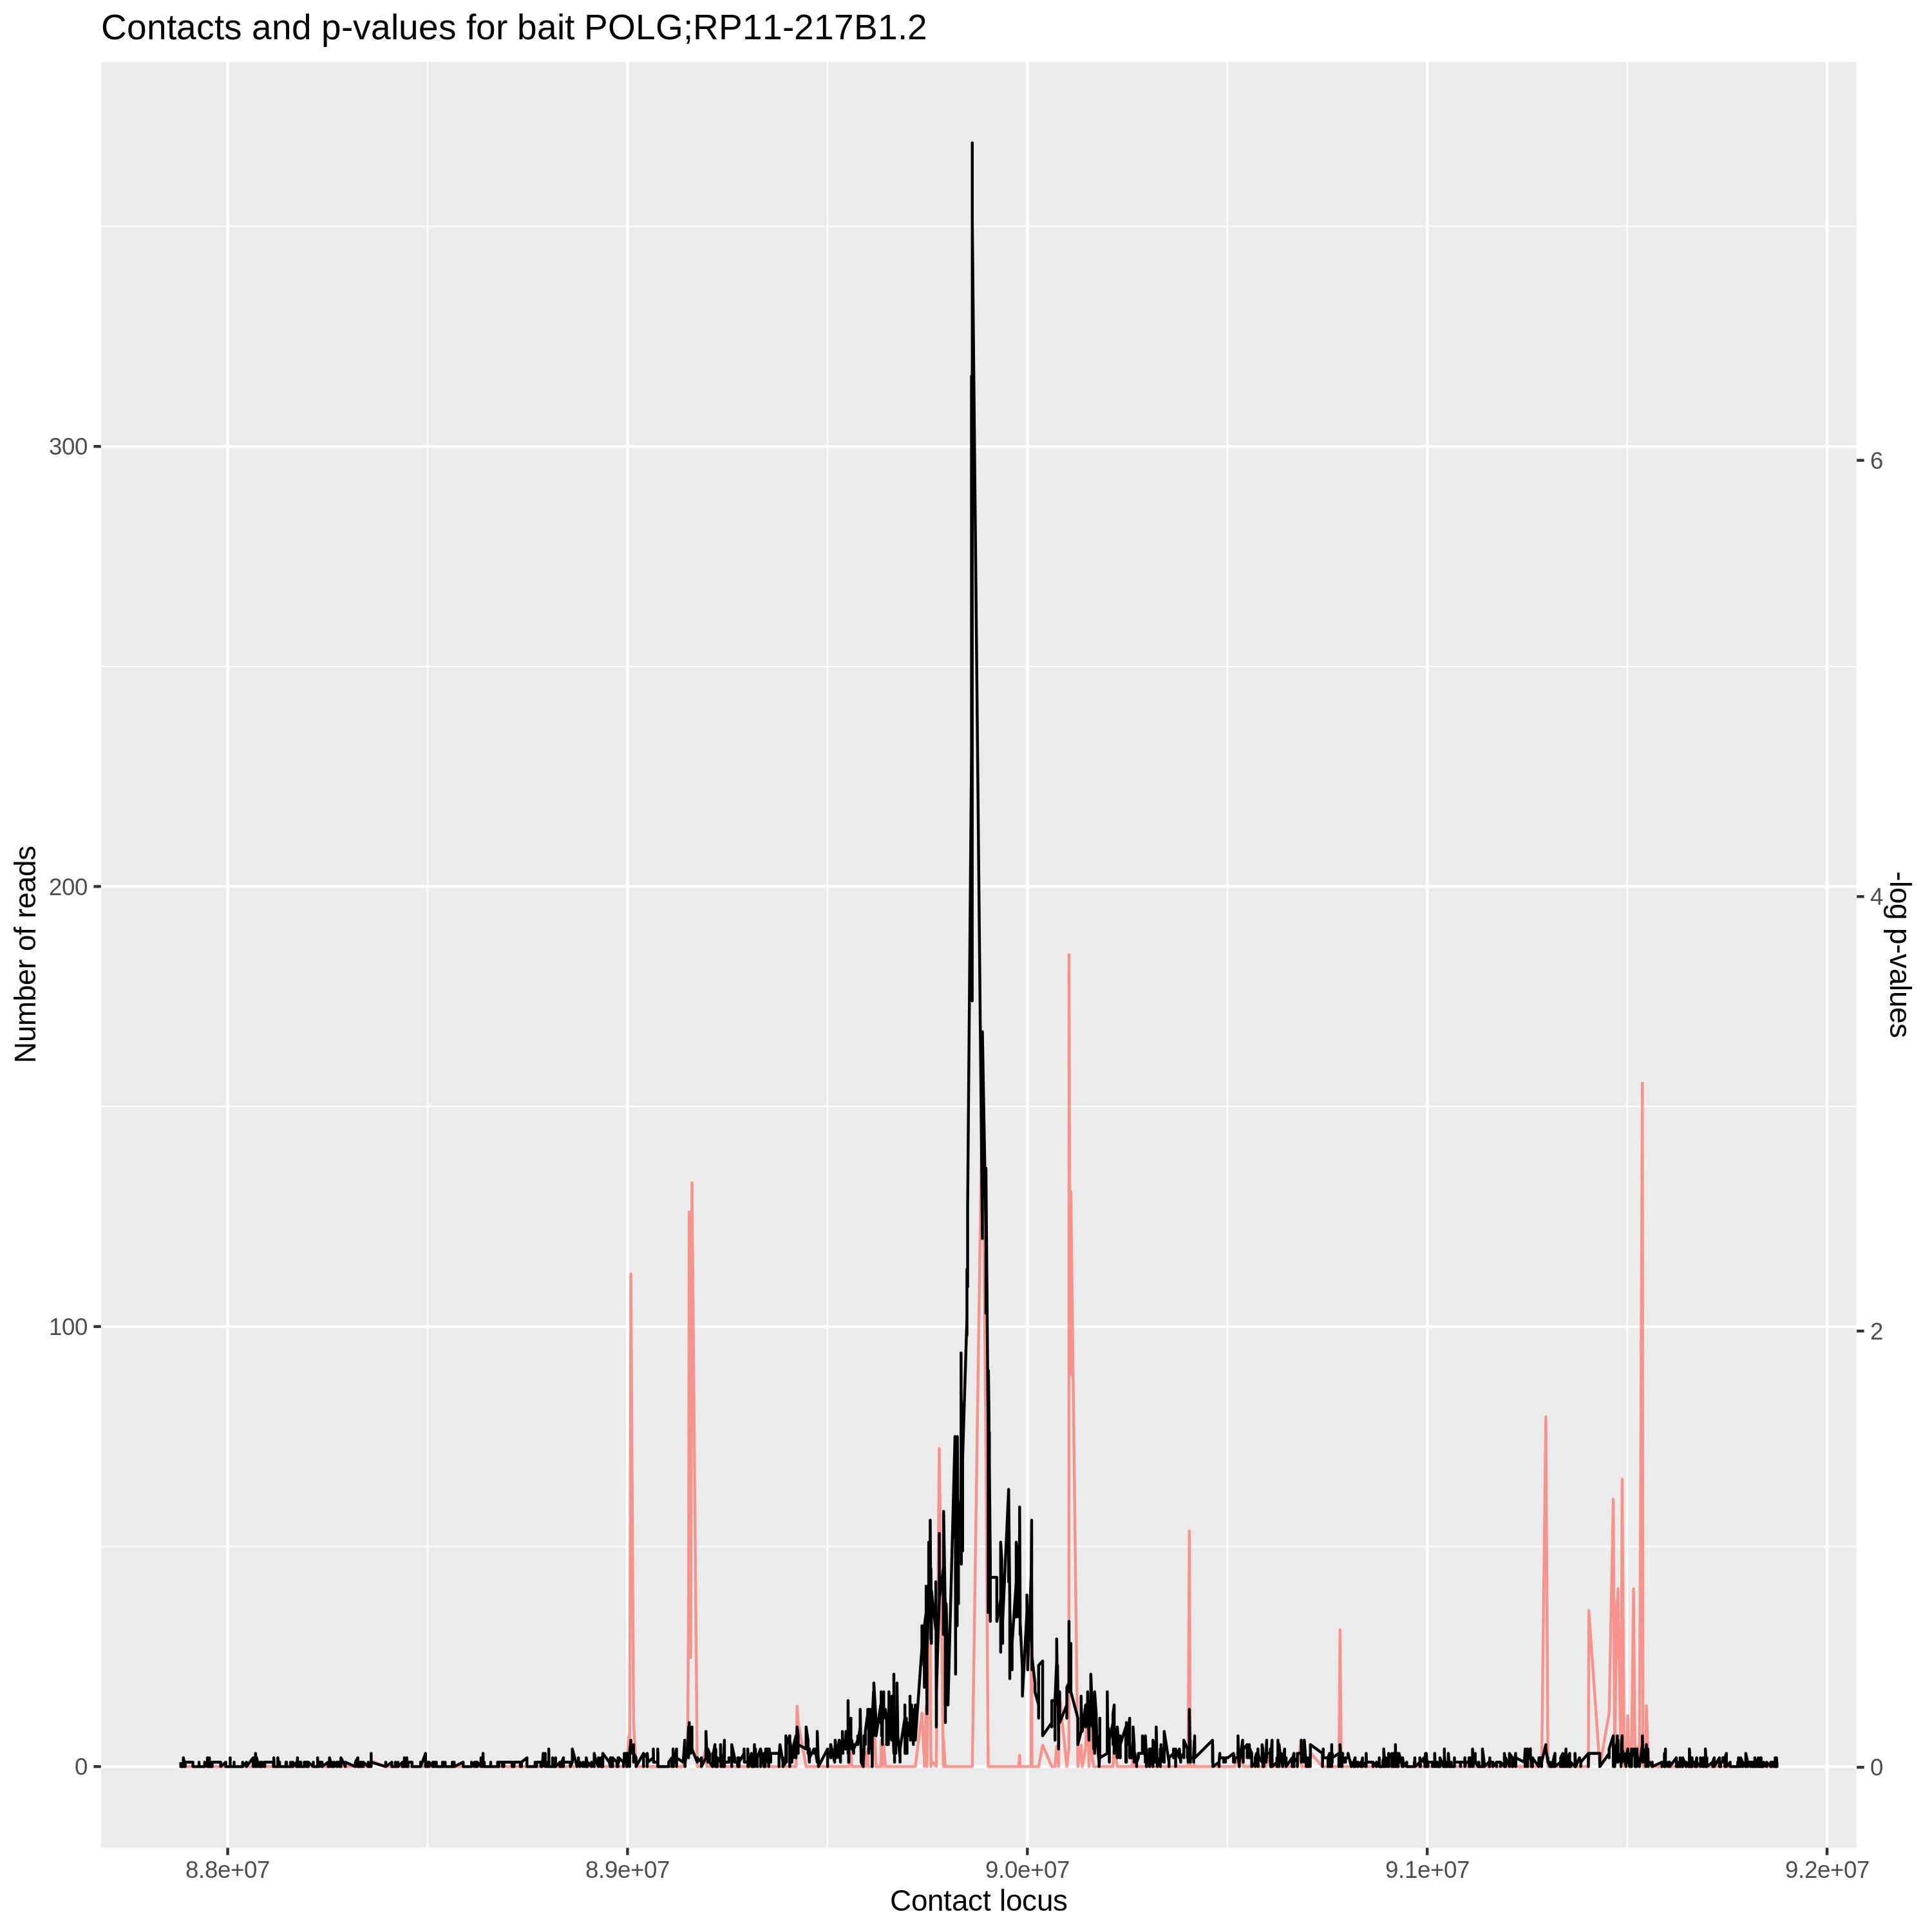 Contacts and p-values for bait POLG;RP11-217B1.2
Number of reads
300
200
100
0
6
4
2
0
-log p-values
8.8e+07
8.9e+07
9.0e+07
9.1e+07
9.2e+07
Contact locus